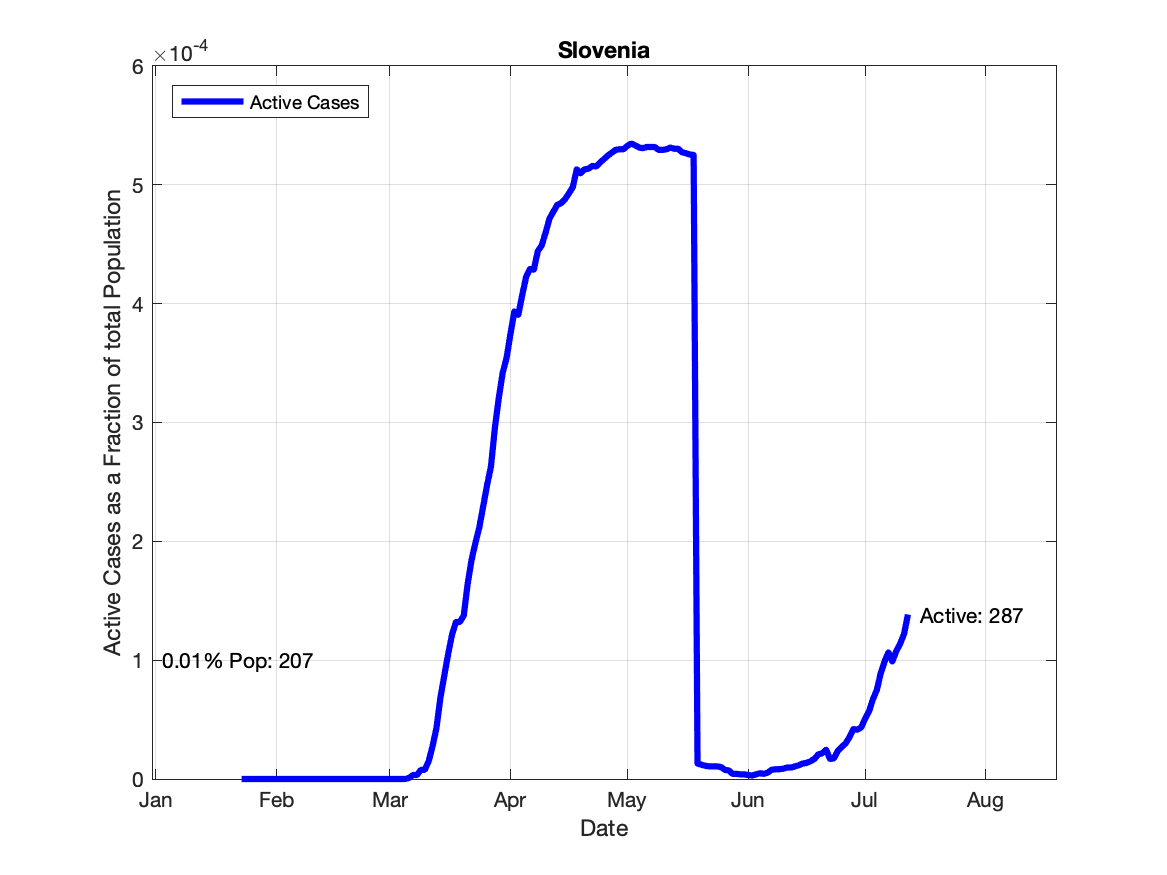 Slovenia
×10⁻⁴
6
5
4
3
2
1
0
Active Cases as a Fraction of total Population
Active Cases
0.01% Pop: 207
Active: 287
Jan Feb Mar Apr May Jun Jul Aug
Date